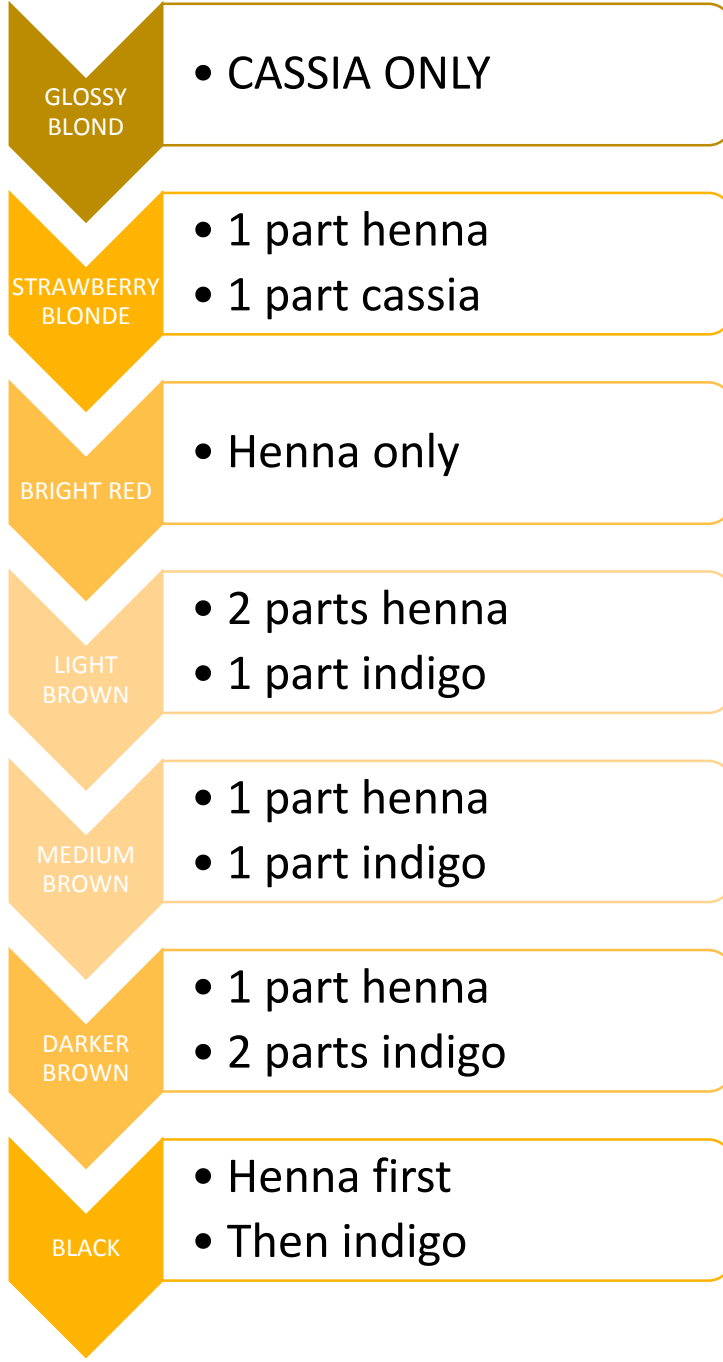 GLOSSY
BLOND
• CASSIA ONLY
STRAWBERRY
BLONDE
• 1 part henna
• 1 part cassia
BRIGHT RED
• Henna only
LIGHT
BROWN
• 2 parts henna
• 1 part indigo
MEDIUM
BROWN
• 1 part henna
• 1 part indigo
DARKER
BROWN
• 1 part henna
• 2 parts indigo
BLACK
• Henna first
• Then indigo